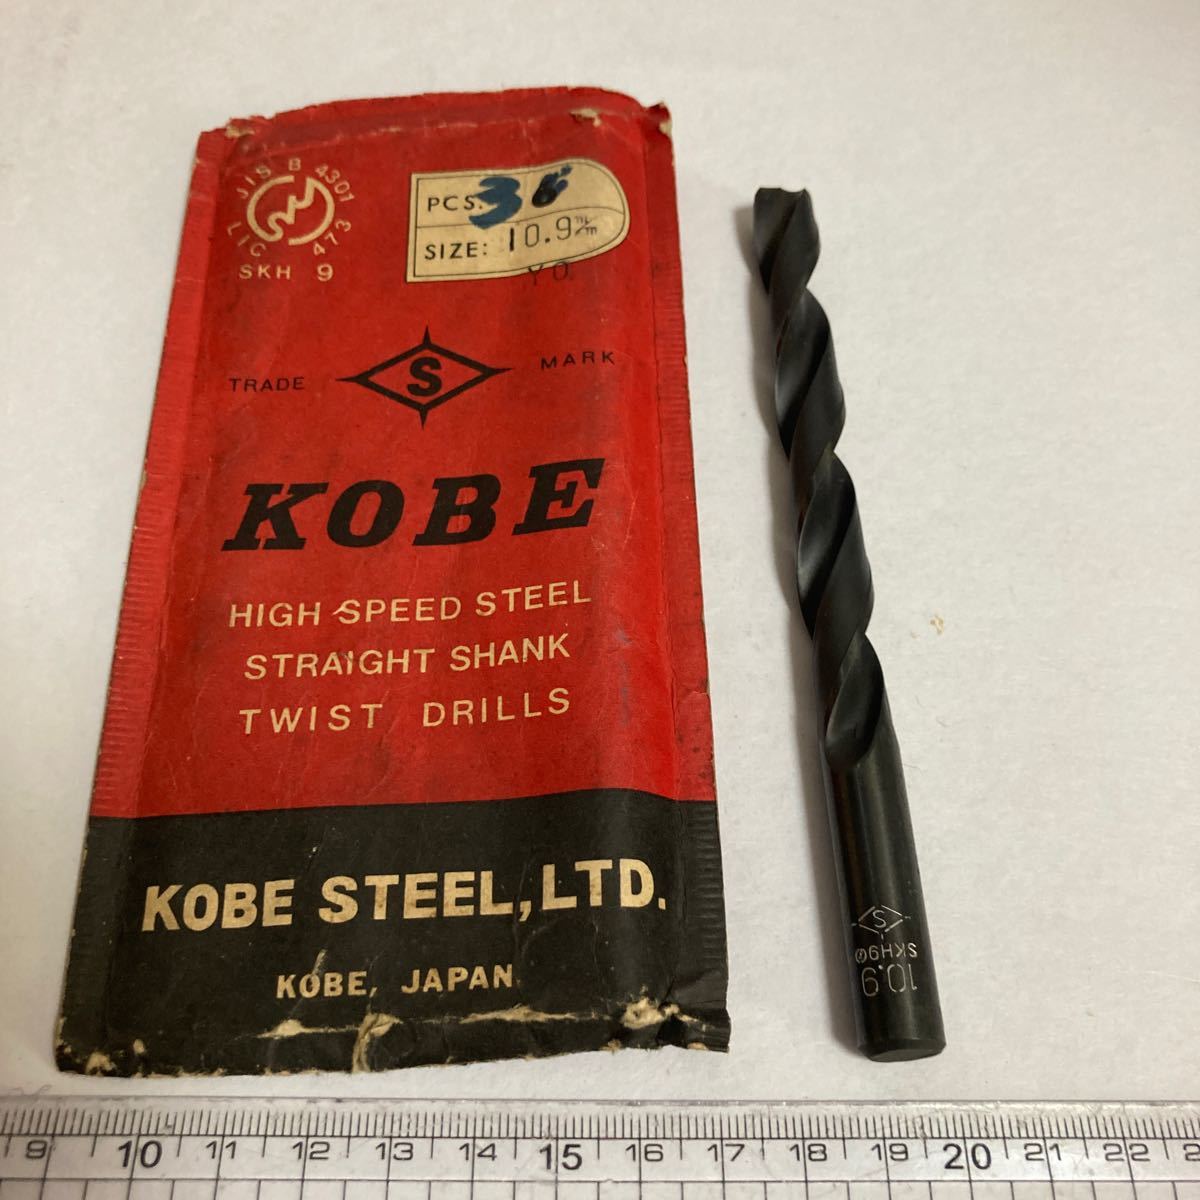 JIS B 4301
LIC 473
SKH 9
PCS. 36
SIZE: 10.9 m/m
Y O.
TRADE S MARK
KOBE
HIGH SPEED STEEL
STRAIGHT SHANK
TWIST DRILLS
KOBE STEEL, LTD.
KOBE, JAPAN
S
SKH9
10.9
9 10 11 12 13 14 15 16 17 18 19 20 21 22 2